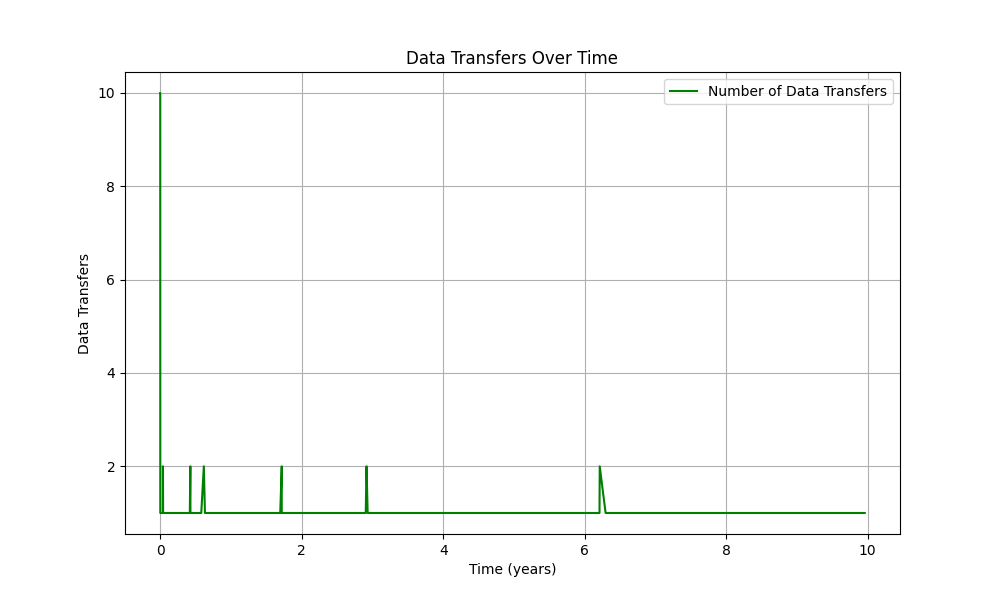 Data Transfers Over Time
Number of Data Transfers
10
8
6
4
2
Data Transfers
0 2 4 6 8 10
Time (years)